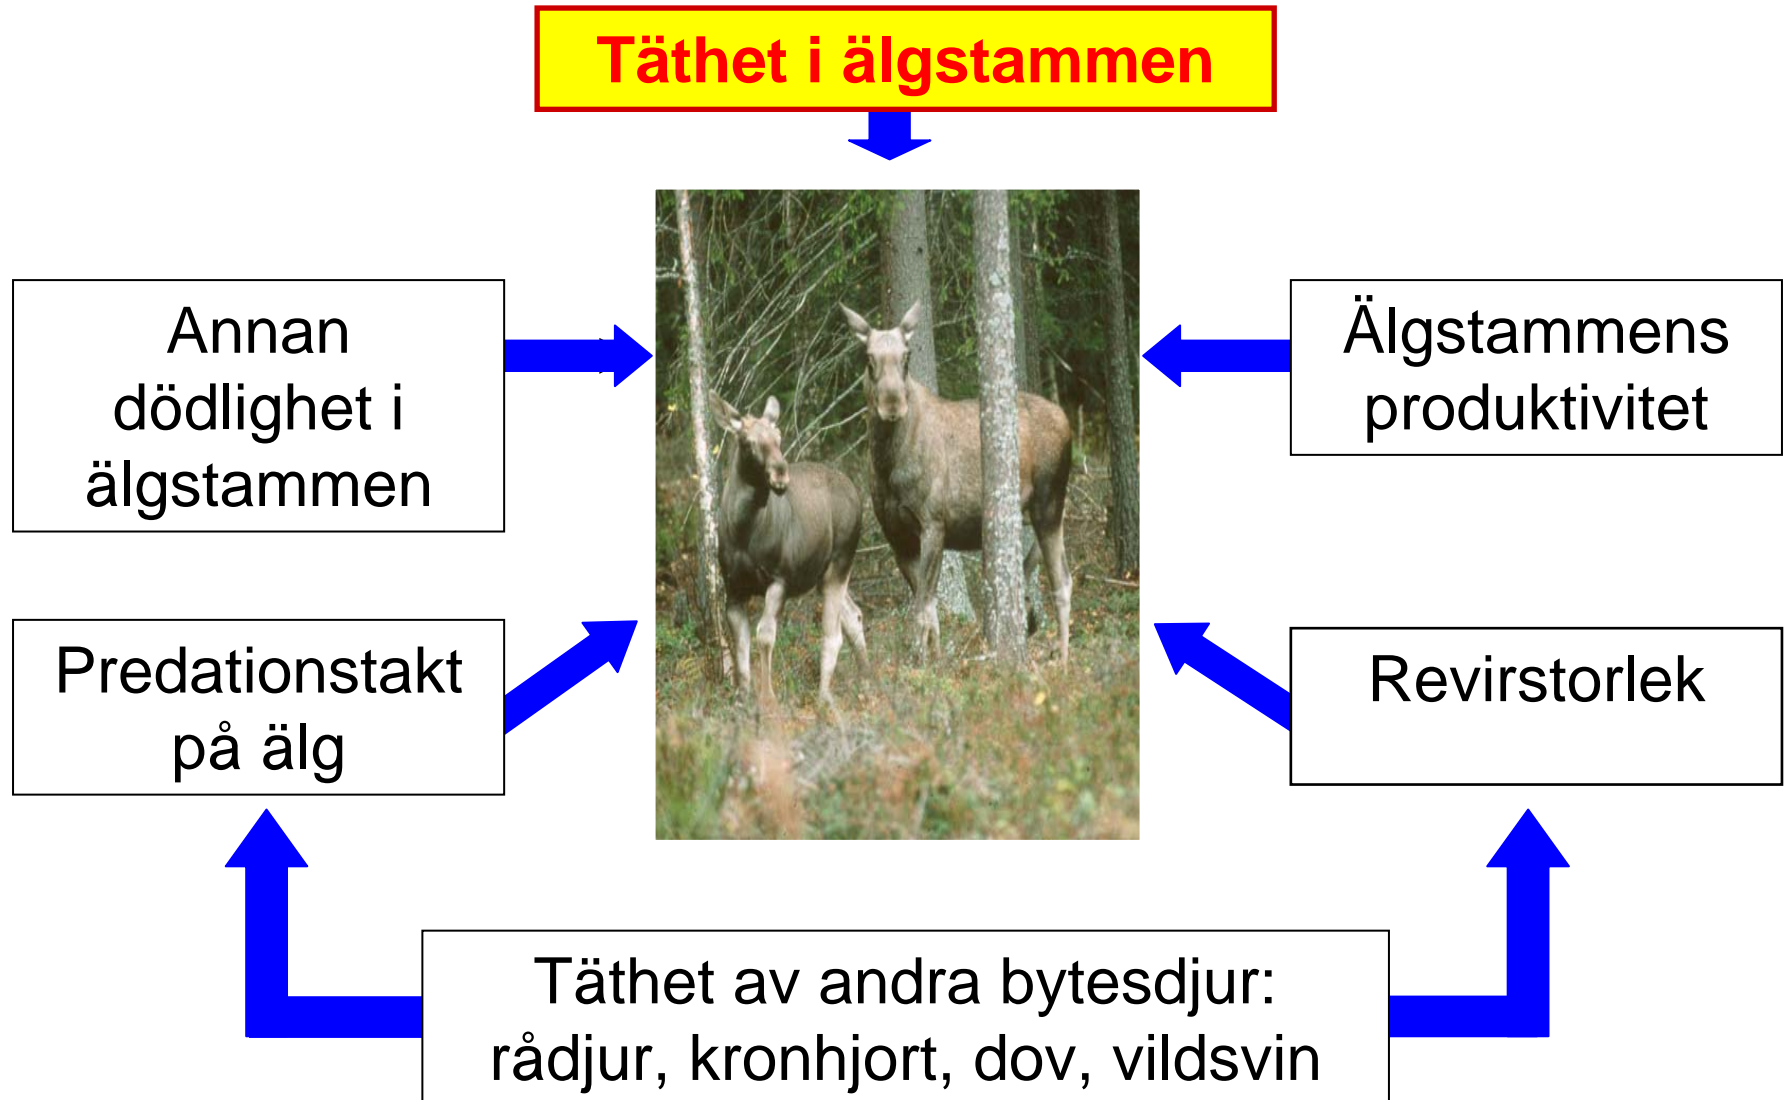 Täthet i älgstammen
Annan
dödlighet i
älgstammen
Älgstammens
produktivitet
Predationstakt
på älg
Revirstorlek
Täthet av andra bytesdjur:
rådjur, kronhjort, dov, vildsvin